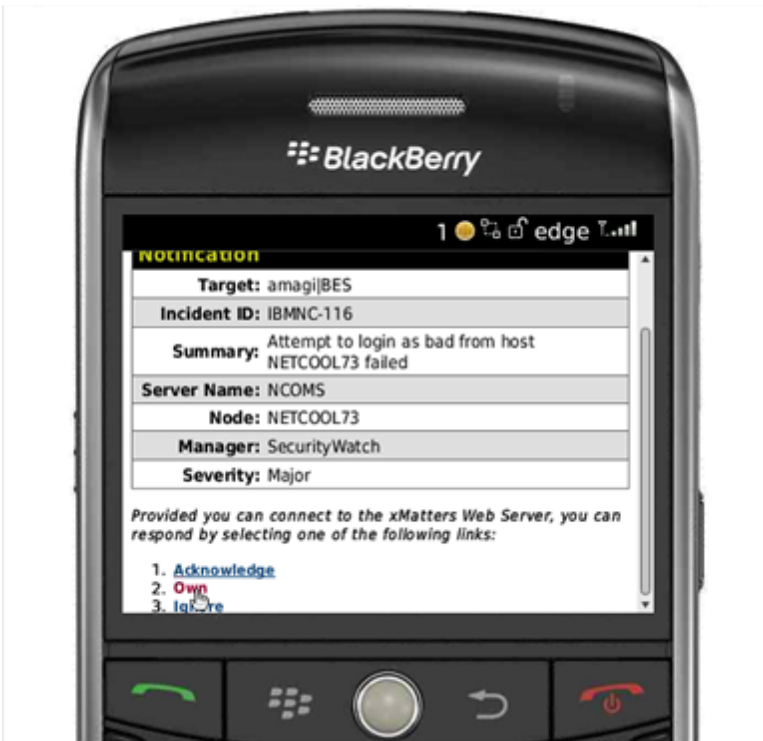 BlackBerry
1 edge
Notification
Target: amagi|BES
Incident ID: IBMNC-116
Summary: Attempt to login as bad from host
NETCOOL73 failed
Server Name: NCOMS
Node: NETCOOL73
Manager: SecurityWatch
Severity: Major
Provided you can connect to the xMatters Web Server, you can
respond by selecting one of the following links:
1. Acknowledge
2. Own
3. Ignore